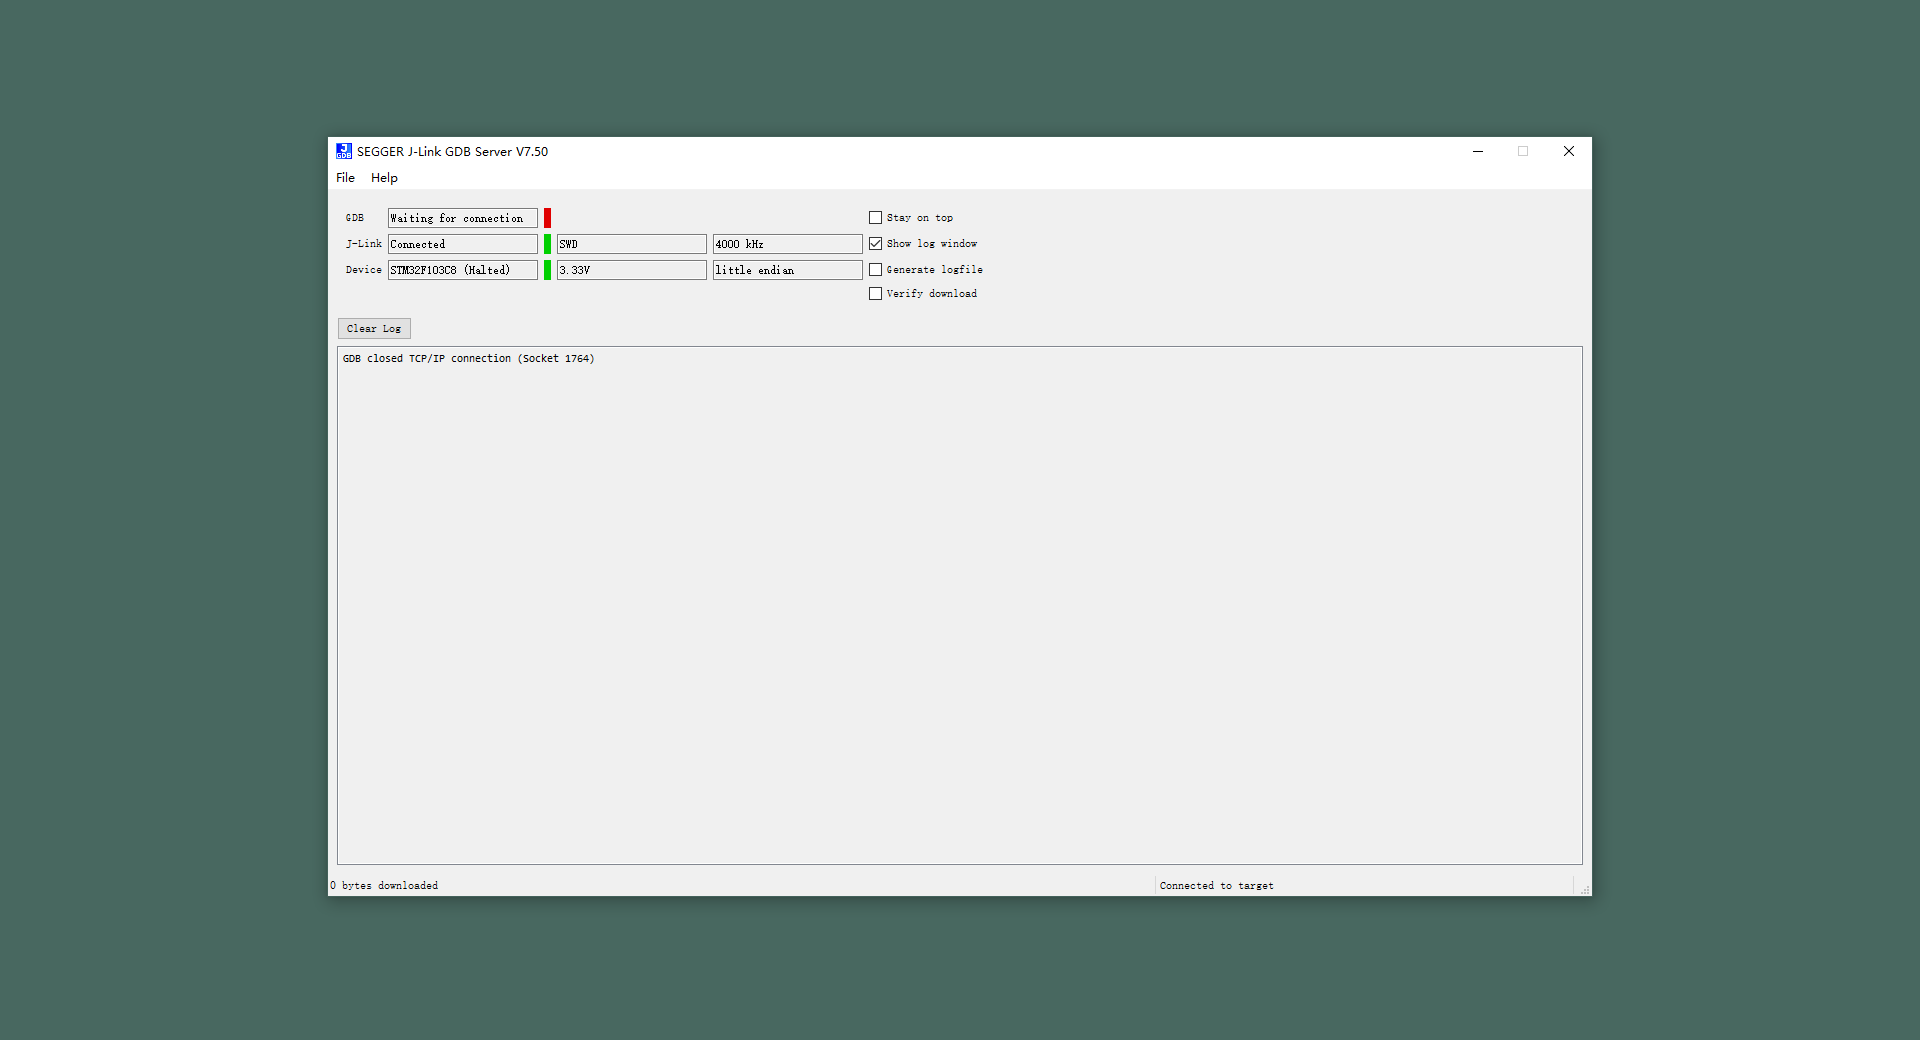 SEGGER J-Link GDB Server V7.50
File Help
GDB Waiting for connection Stay on top
J-Link Connected SWD 4000 kHz Show log window
Device STM32F103C8 (Halted) 3.33V little endian Generate logfile
Verify download
Clear Log
GDB closed TCP/IP connection (Socket 1764)
0 bytes downloaded Connected to target